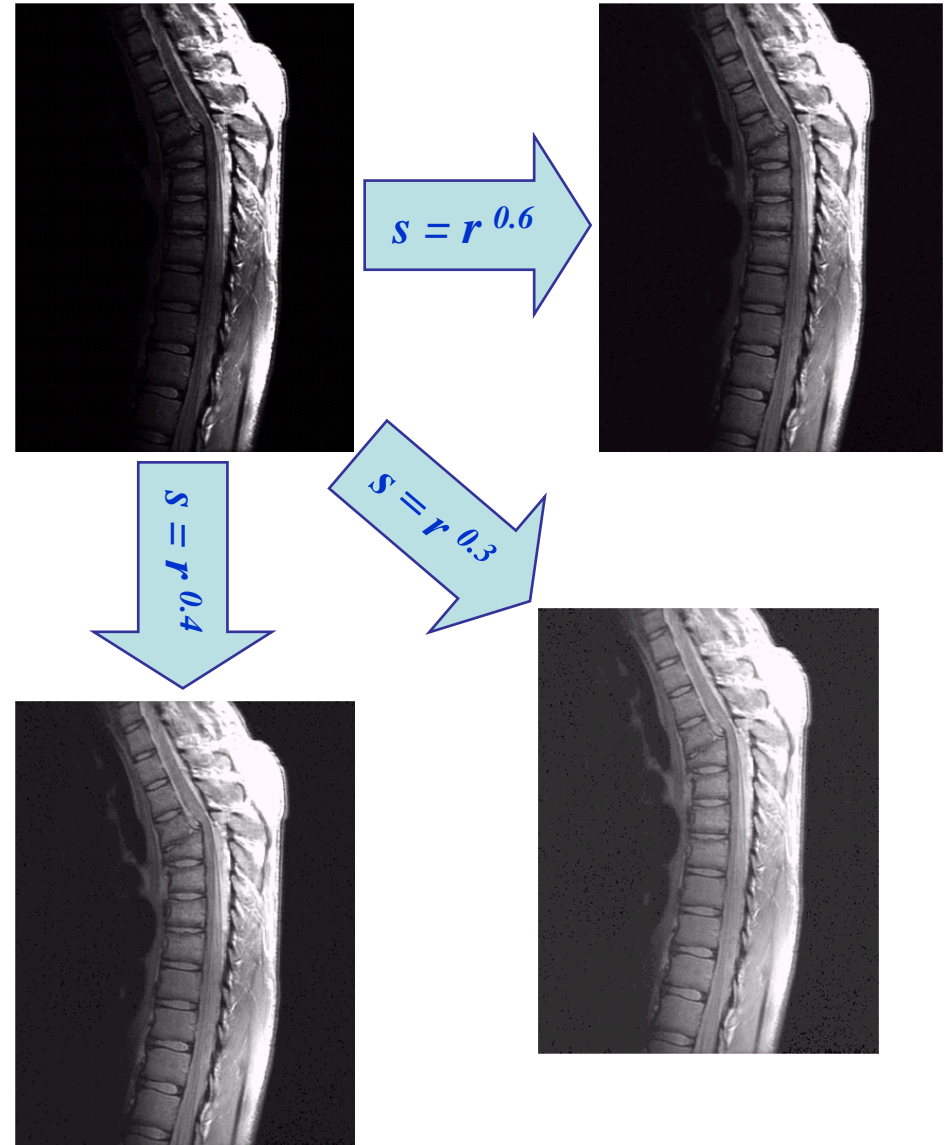 s = r 0.6
s = r 0.3
s = r 0.4